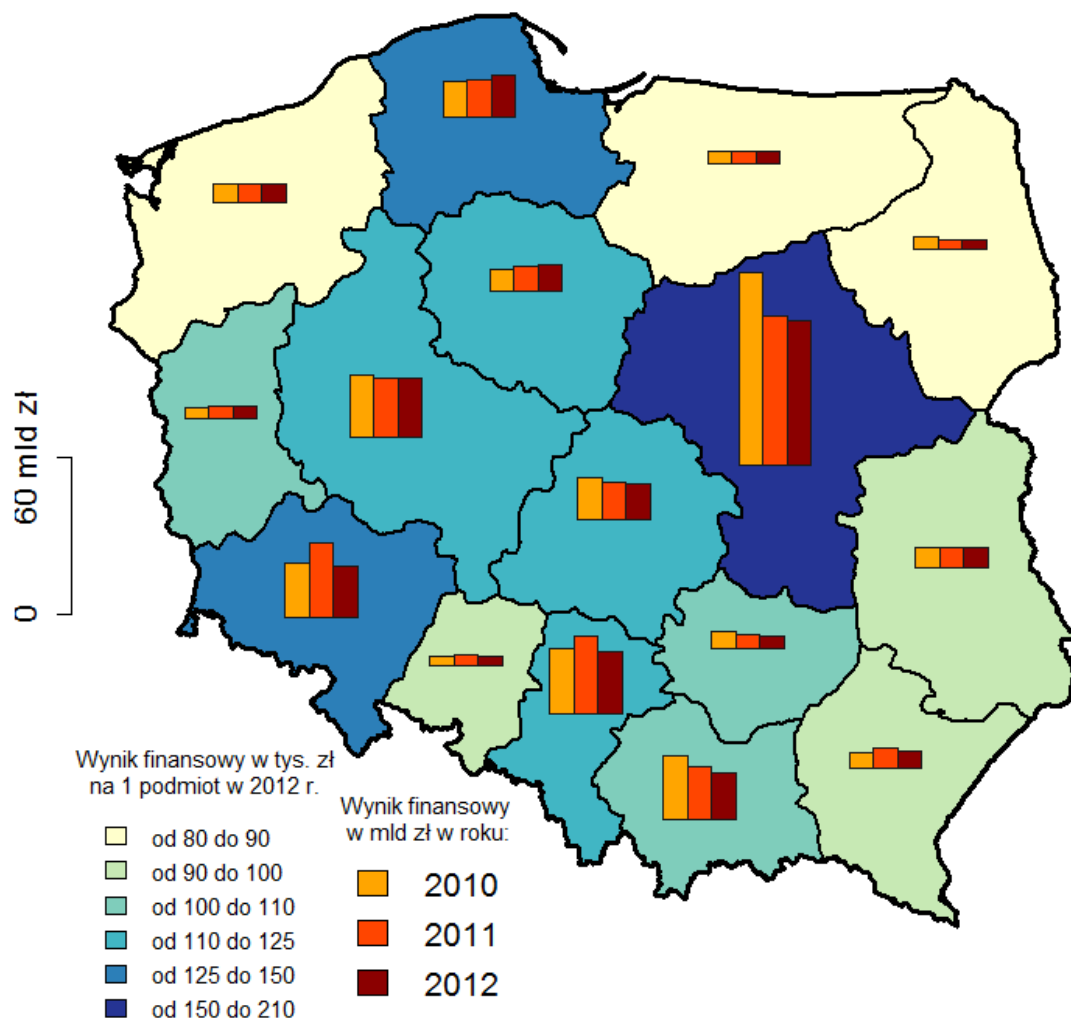 60 mld zł
0
Wynik finansowy w tys. zł
na 1 podmiot w 2012 r.
od 80 do 90
od 90 do 100
od 100 do 110
od 110 do 125
od 125 do 150
od 150 do 210
Wynik finansowy
w mld zł w roku:
2010
2011
2012